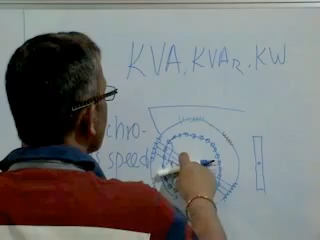 KVA, KVAR. KW
chro-
speed